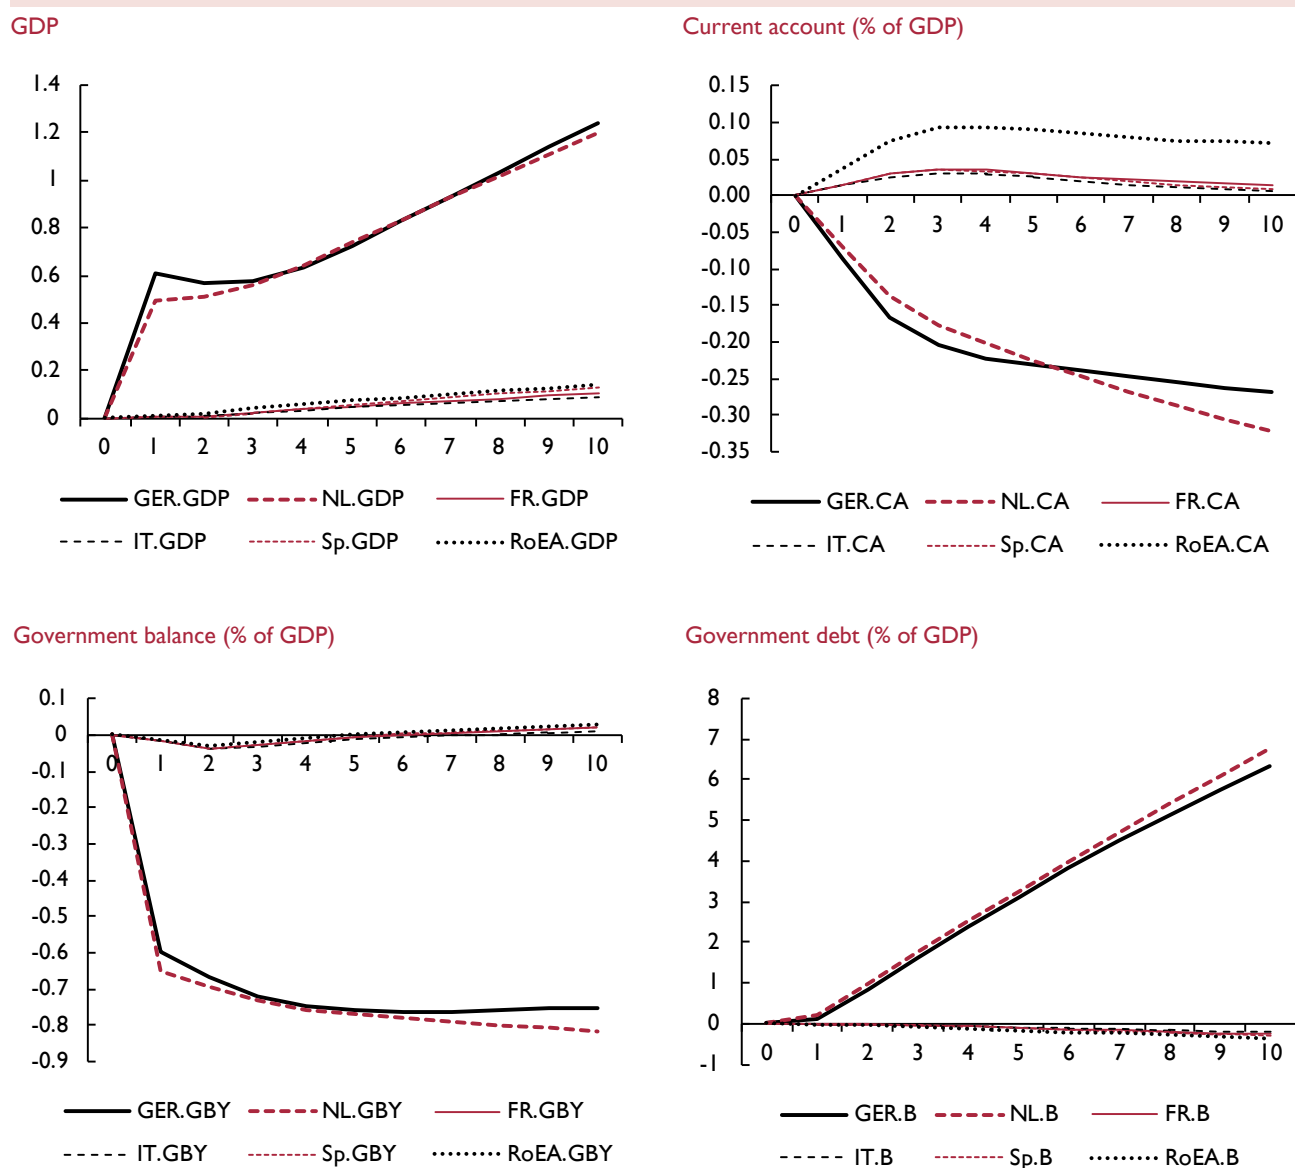 GDP
1.4
1.2
1
0.8
0.6
0.4
0.2
0
0 1 2 3 4 5 6 7 8 9 10
GER.GDP NL.GDP FR.GDP
IT.GDP Sp.GDP RoEA.GDP
Current account (% of GDP)
0.15
0.10
0.05
0.00
-0.05
-0.10
-0.15
-0.20
-0.25
-0.30
-0.35
0 1 2 3 4 5 6 7 8 9 10
GER.CA NL.CA FR.CA
IT.CA Sp.CA RoEA.CA
Government balance (% of GDP)
0.1
0
-0.1
-0.2
-0.3
-0.4
-0.5
-0.6
-0.7
-0.8
-0.9
0 1 2 3 4 5 6 7 8 9 10
GER.GBY NL.GBY FR.GBY
IT.GBY Sp.GBY RoEA.GBY
Government debt (% of GDP)
8
7
6
5
4
3
2
1
0
-1
0 1 2 3 4 5 6 7 8 9 10
GER.B NL.B FR.B
IT.B Sp.B RoEA.B